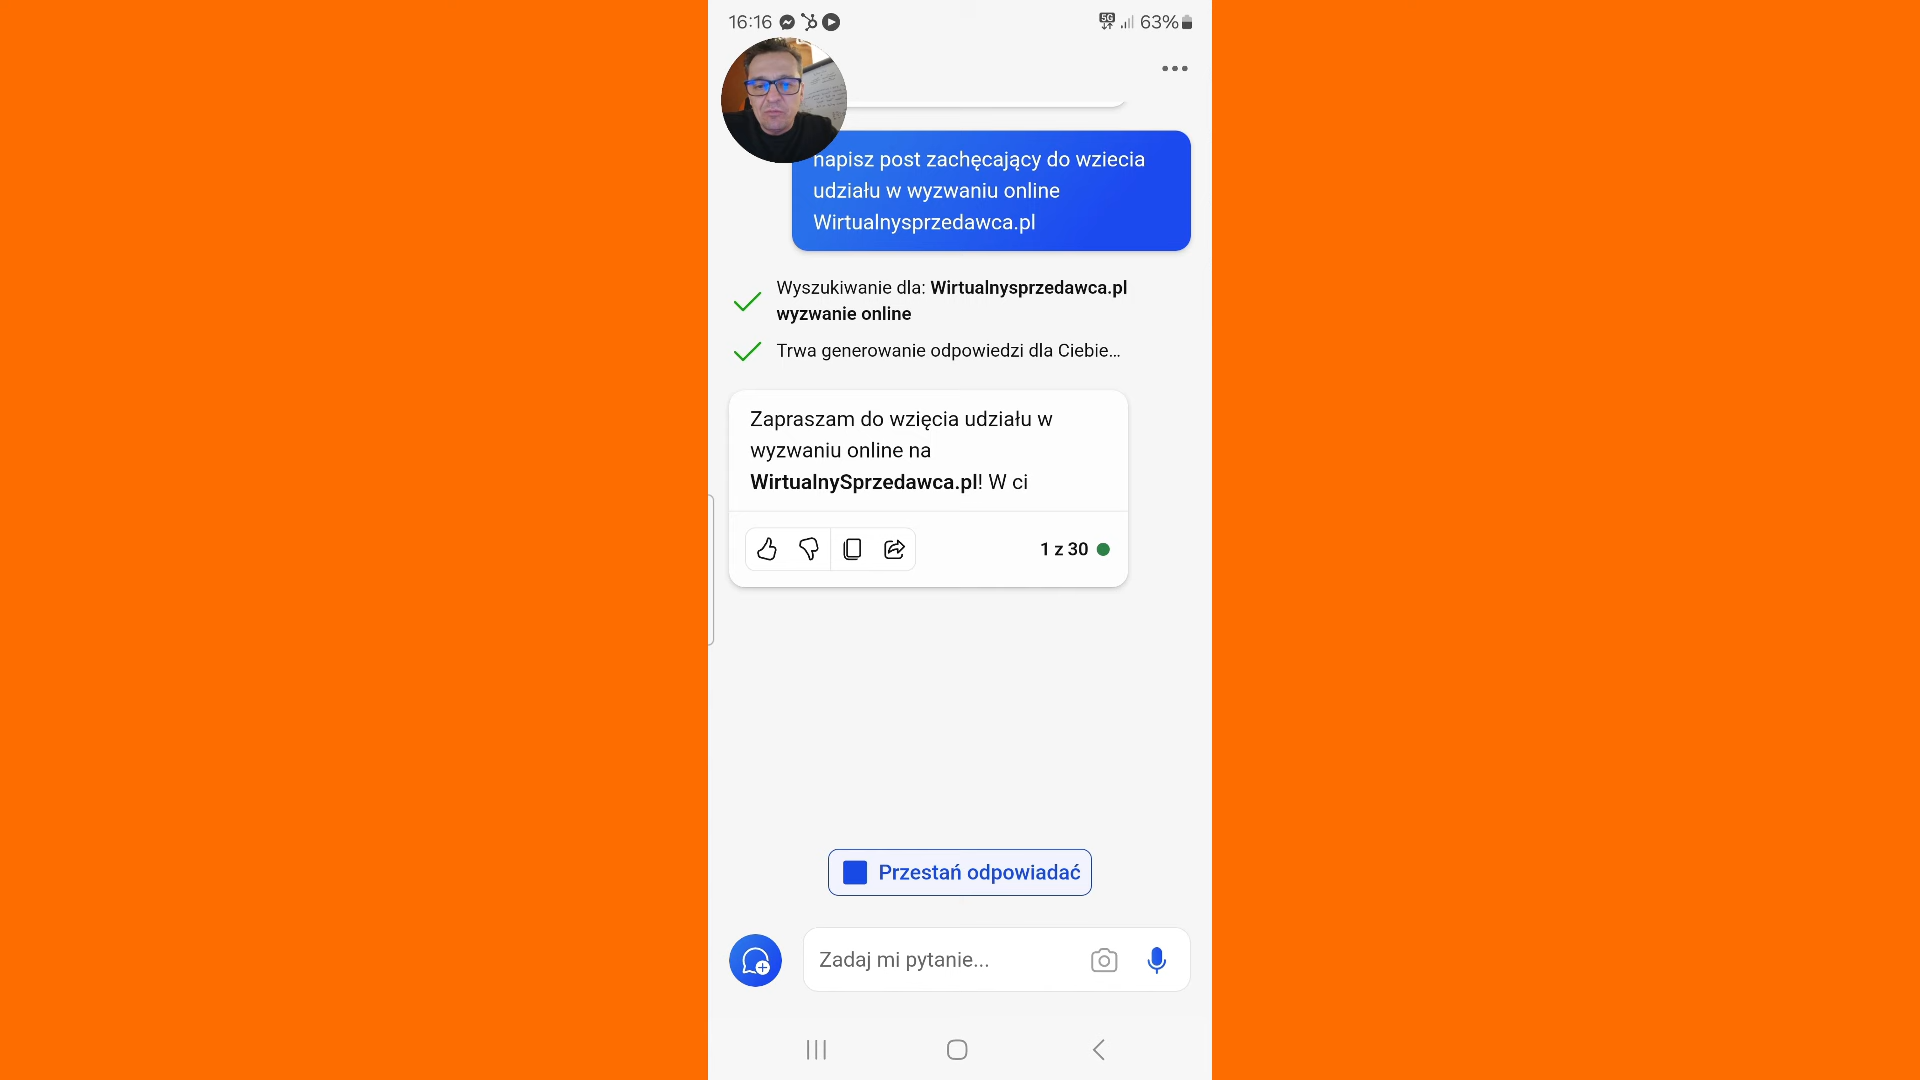 16:16
5G
63%
napisz post zachęcający do wziecia
udziału w wyzwaniu online
Wirtualnysprzedawca.pl
Wyszukiwanie dla: Wirtualnysprzedawca.pl
wyzwanie online
Trwa generowanie odpowiedzi dla Ciebie...
Zapraszam do wzięcia udziału w
wyzwaniu online na
WirtualnySprzedawca.pl! W ci
1 z 30
Przestań odpowiadać
Zadaj mi pytanie...